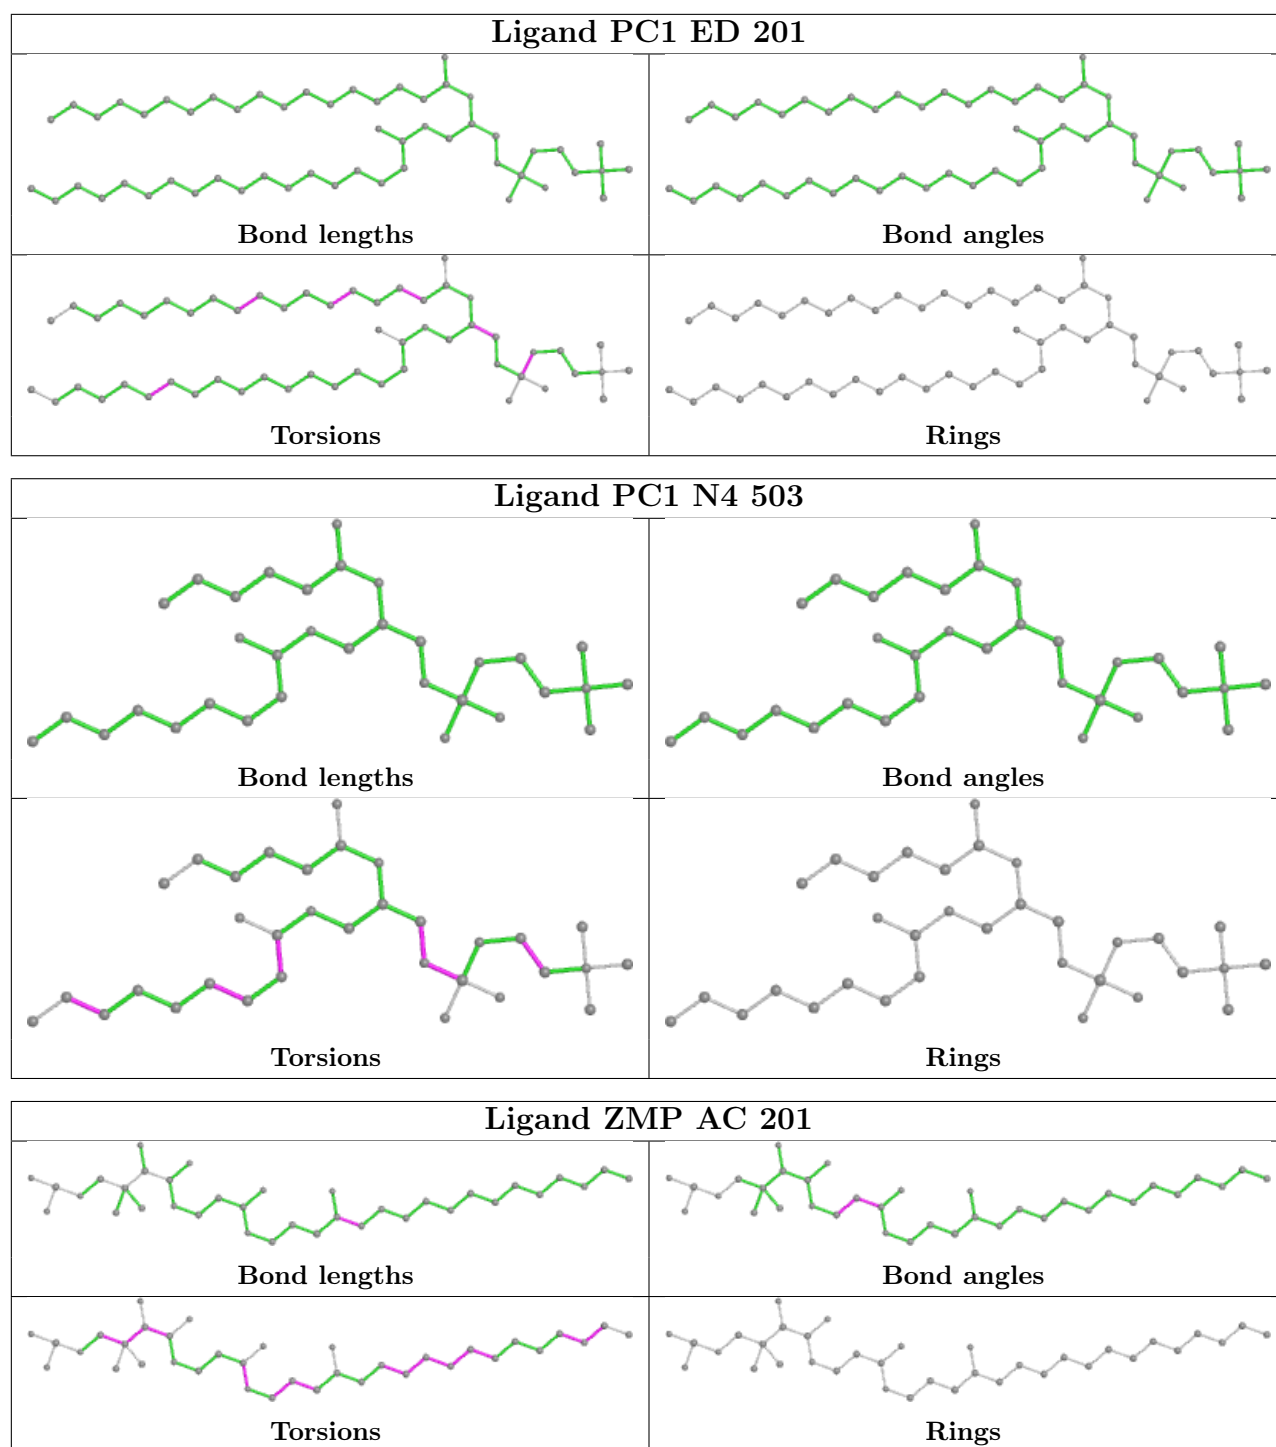 Ligand PC1 ED 201
Bond lengths
Bond angles
Torsions
Rings
Ligand PC1 N4 503
Bond lengths
Bond angles
Torsions
Rings
Ligand ZMP AC 201
Bond lengths
Bond angles
Torsions
Rings